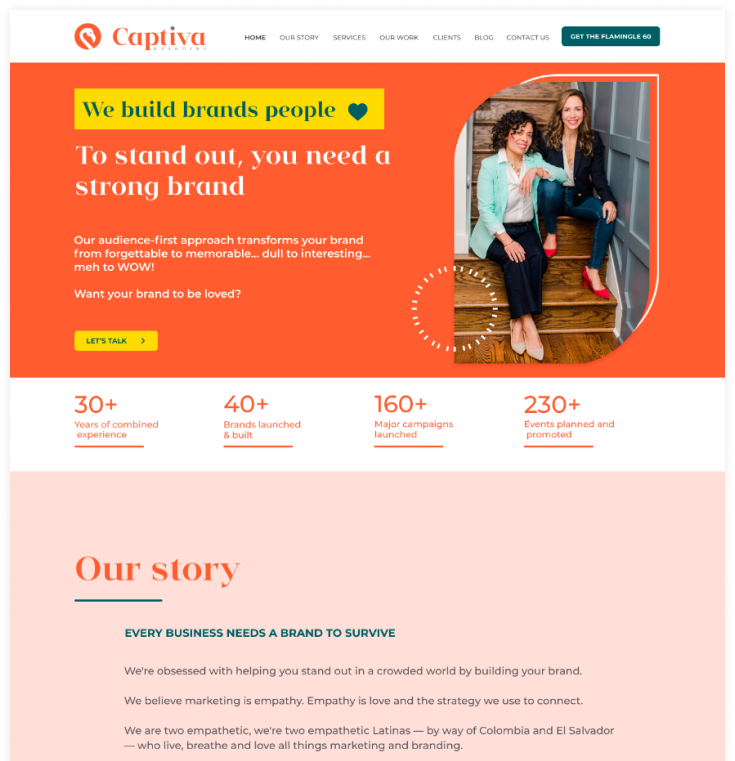 Captiva
BRANDING
HOME
OUR STORY
SERVICES
OUR WORK
CLIENTS
BLOG
CONTACT US
GET THE FLAMINGLE 60
We build brands people
To stand out, you need a
strong brand
Our audience-first approach transforms your brand
from forgettable to memorable... dull to interesting...
meh to WOW!
Want your brand to be loved?
LET'S TALK >
30+
Years of combined
experience
40+
Brands launched
& built
160+
Major campaigns
launched
230+
Events planned and
promoted
Our story
EVERY BUSINESS NEEDS A BRAND TO SURVIVE
We're obsessed with helping you stand out in a crowded world by building your brand.
We believe marketing is empathy. Empathy is love and the strategy we use to connect.
We are two empathetic, we're two empathetic Latinas — by way of Colombia and El Salvador
— who live, breathe and love all things marketing and branding.